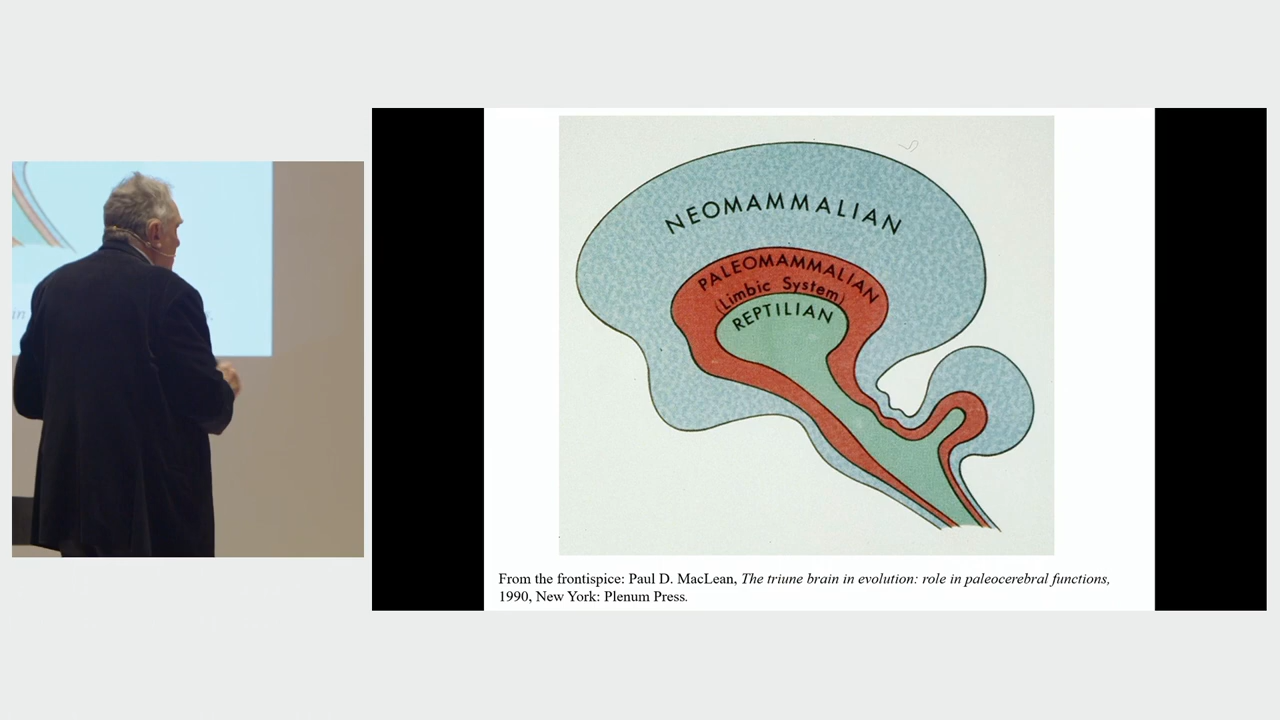 NEOMAMMALIAN
PALEOMAMMALIAN
(Limbic System)
REPTILIAN
From the frontispice: Paul D. MacLean, The triune brain in evolution: role in paleocerebral functions,
1990, New York: Plenum Press.